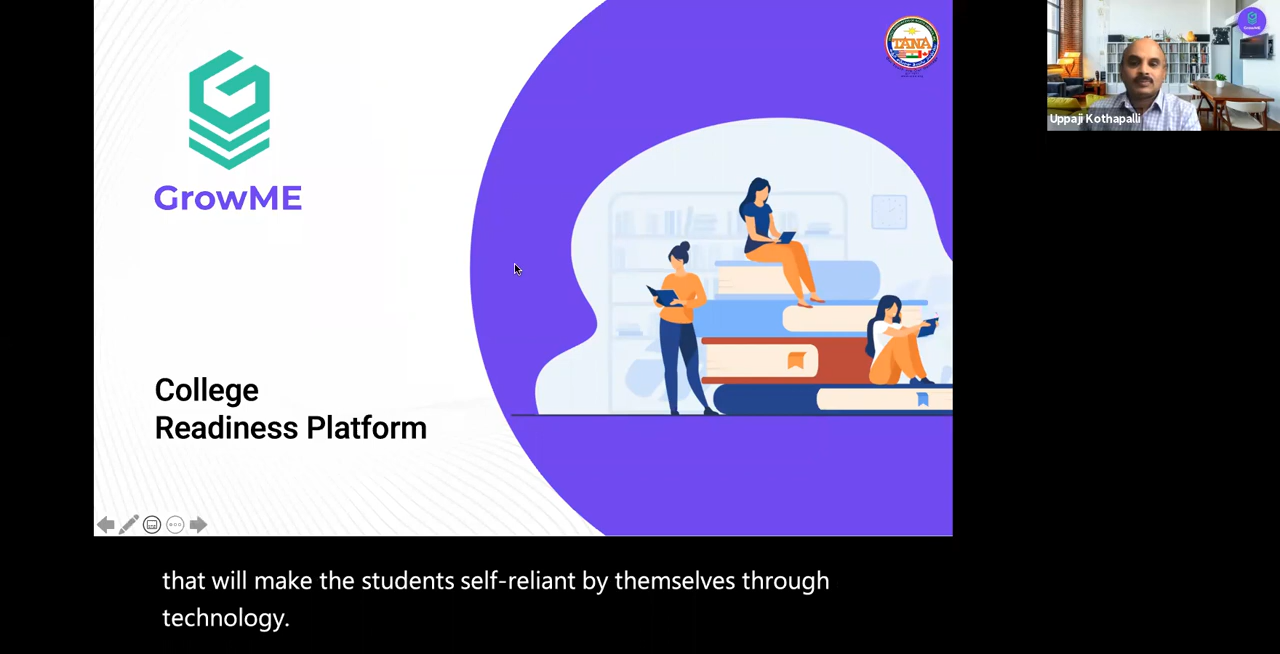 GrowME
TANA
College
Readiness Platform
Uppaji Kothapalli
that will make the students self-reliant by themselves through
technology.